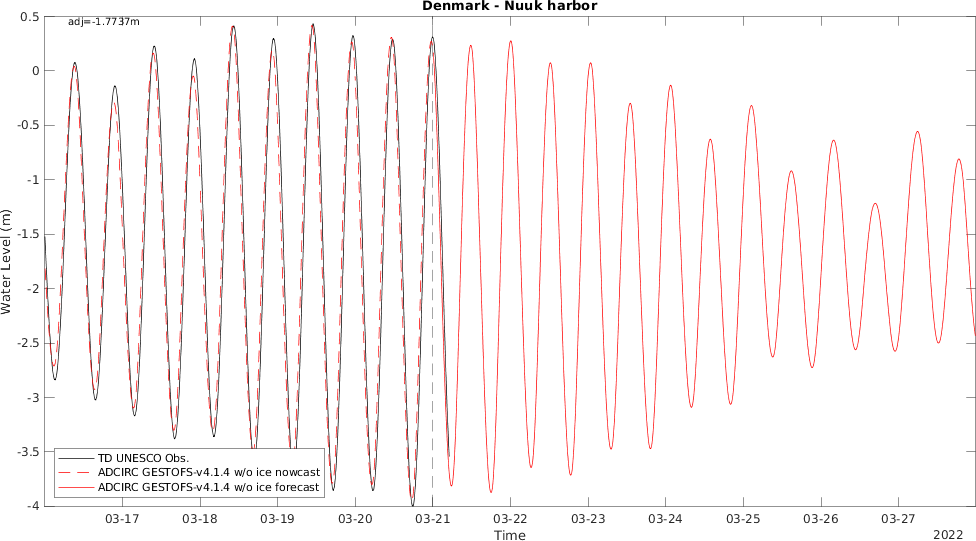 Denmark - Nuuk harbor
adj=-1.7737m
0.5
0
-0.5
-1
-1.5
-2
-2.5
-3
-3.5
-4
Water Level (m)
TD UNESCO Obs.
ADCIRC GESTOFS-v4.1.4 w/o ice nowcast
ADCIRC GESTOFS-v4.1.4 w/o ice forecast
03-17 03-18 03-19 03-20 03-21 03-22 03-23 03-24 03-25 03-26 03-27
Time
2022